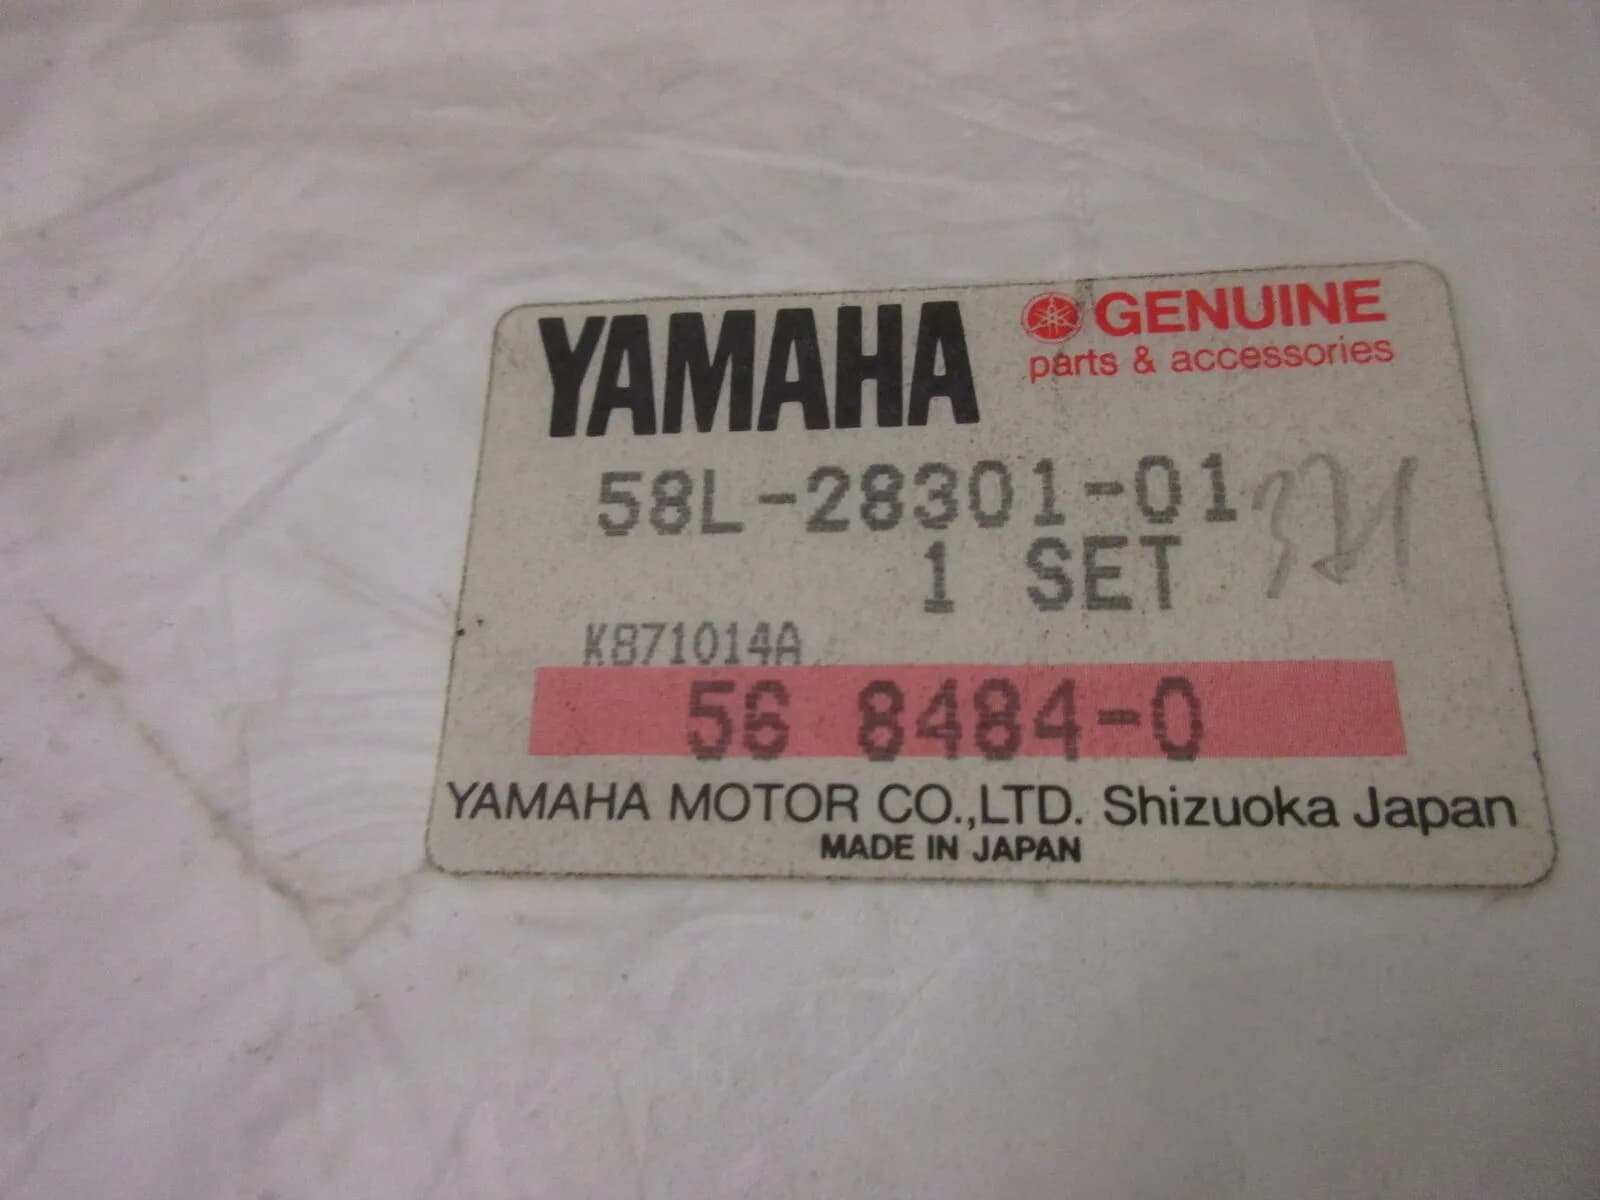 YAMAHA GENUINE
parts & accessories
58L-28301-01
1 SET
K871014A
56 8484-0
YAMAHA MOTOR CO.,LTD. Shizuoka Japan
MADE IN JAPAN